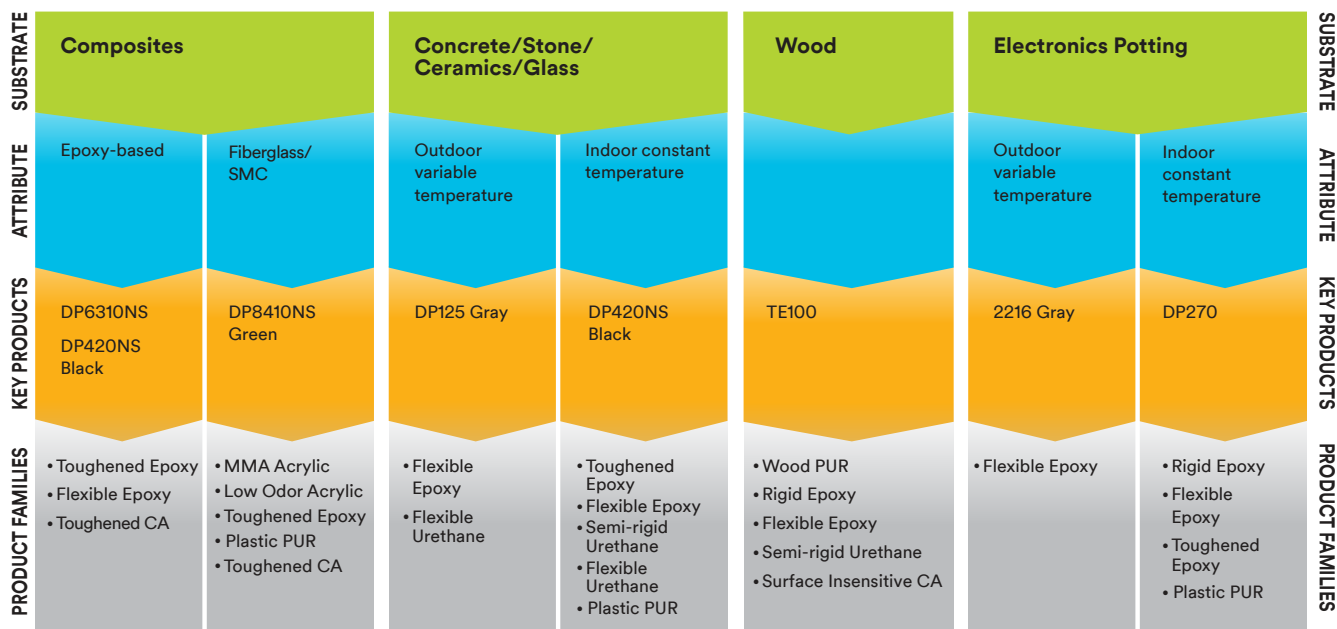 SUBSTRATE
Composites
Concrete/Stone/
Ceramics/Glass
Wood
Electronics Potting
SUBSTRATE
ATTRIBUTE
Epoxy-based
Fiberglass/
SMC
Outdoor
variable
temperature
Indoor constant
temperature
Outdoor
variable
temperature
Indoor
constant
temperature
ATTRIBUTE
KEY PRODUCTS
DP6310NS
DP420NS
Black
DP8410NS
Green
DP125 Gray
DP420NS
Black
TE100
2216 Gray
DP270
KEY PRODUCTS
PRODUCT FAMILIES
• Toughened Epoxy
• Flexible Epoxy
• Toughened CA
• MMA Acrylic
• Low Odor Acrylic
• Toughened Epoxy
• Plastic PUR
• Toughened CA
• Flexible
Epoxy
• Flexible
Urethane
• Toughened
Epoxy
• Flexible Epoxy
• Semi-rigid
Urethane
• Flexible
Urethane
• Plastic PUR
• Wood PUR
• Rigid Epoxy
• Flexible Epoxy
• Semi-rigid Urethane
• Surface Insensitive CA
• Flexible Epoxy
• Rigid Epoxy
• Flexible
Epoxy
• Toughened
Epoxy
• Plastic PUR
PRODUCT FAMILIES